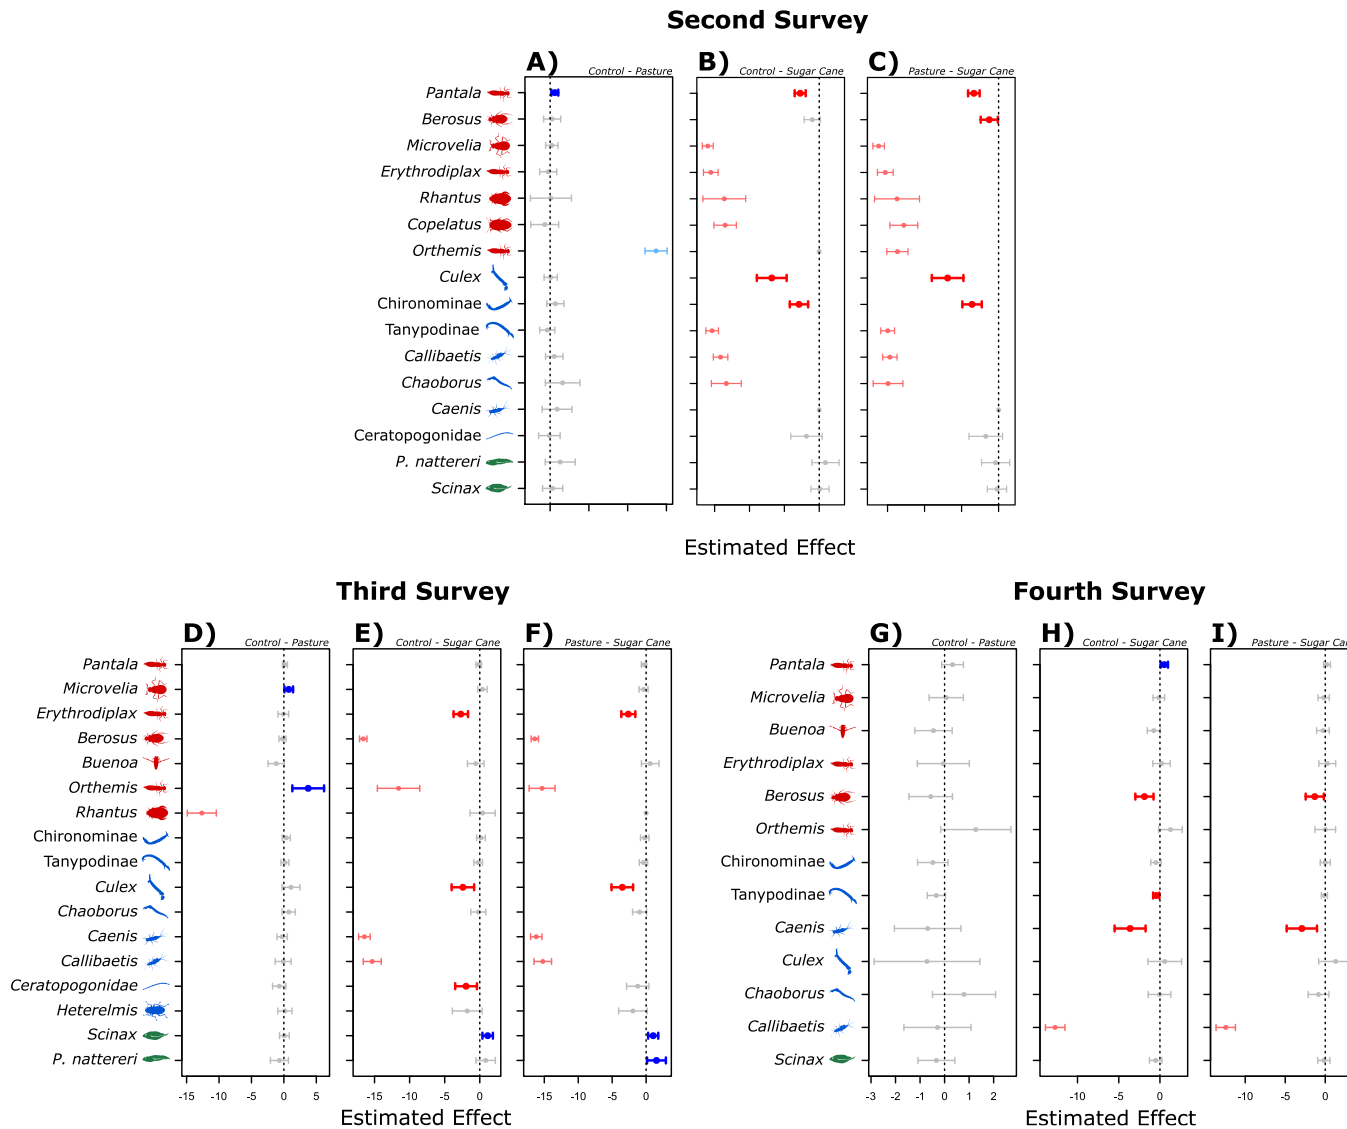 Second Survey
A)
Control - Pasture
B)
Control - Sugar Cane
C)
Pasture - Sugar Cane
Pantala
Berosus
Microvelia
Erythrodiplax
Rhantus
Copelatus
Orthemis
Culex
Chironominae
Tanypodinae
Callibaetis
Chaoborus
Caenis
Ceratopogonidae
P. nattereri
Scinax
Estimated Effect
Third Survey
D)
Control - Pasture
E)
Control - Sugar Cane
F)
Pasture - Sugar Cane
Pantala
Microvelia
Erythrodiplax
Berosus
Buenoa
Orthemis
Rhantus
Chironominae
Tanypodinae
Culex
Chaoborus
Caenis
Callibaetis
Ceratopogonidae
Heterelmis
Scinax
P. nattereri
-15 -10 -5 0 5
-15 -10 -5 0
-15 -10 -5 0
Estimated Effect
Fourth Survey
G)
Control - Pasture
H)
Control - Sugar Cane
I)
Pasture - Sugar Cane
Pantala
Microvelia
Buenoa
Erythrodiplax
Berosus
Orthemis
Chironominae
Tanypodinae
Caenis
Culex
Chaoborus
Callibaetis
Scinax
-3 -2 -1 0 1 2
-10 -5 0
-10 -5 0
Estimated Effect